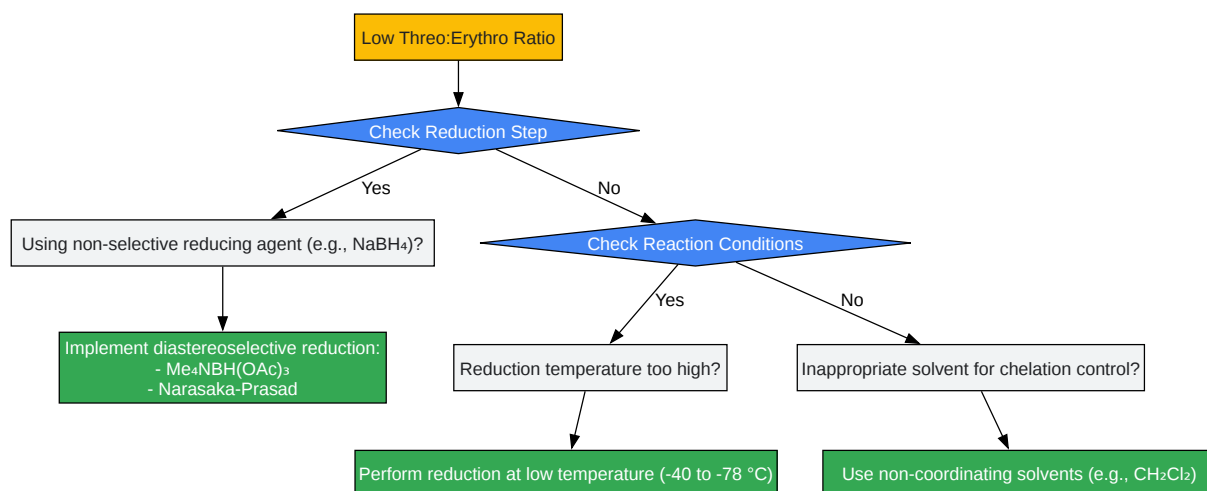 Low Threo:Erythro Ratio
Check Reduction Step
Yes
No
Using non-selective reducing agent (e.g., NaBH₄)?
Check Reaction Conditions
Yes
No
Implement diastereoselective reduction:
- Me₄NBH(OAc)₃
- Narasaka-Prasad
Reduction temperature too high?
Inappropriate solvent for chelation control?
Perform reduction at low temperature (-40 to -78 °C)
Use non-coordinating solvents (e.g., CH₂Cl₂)